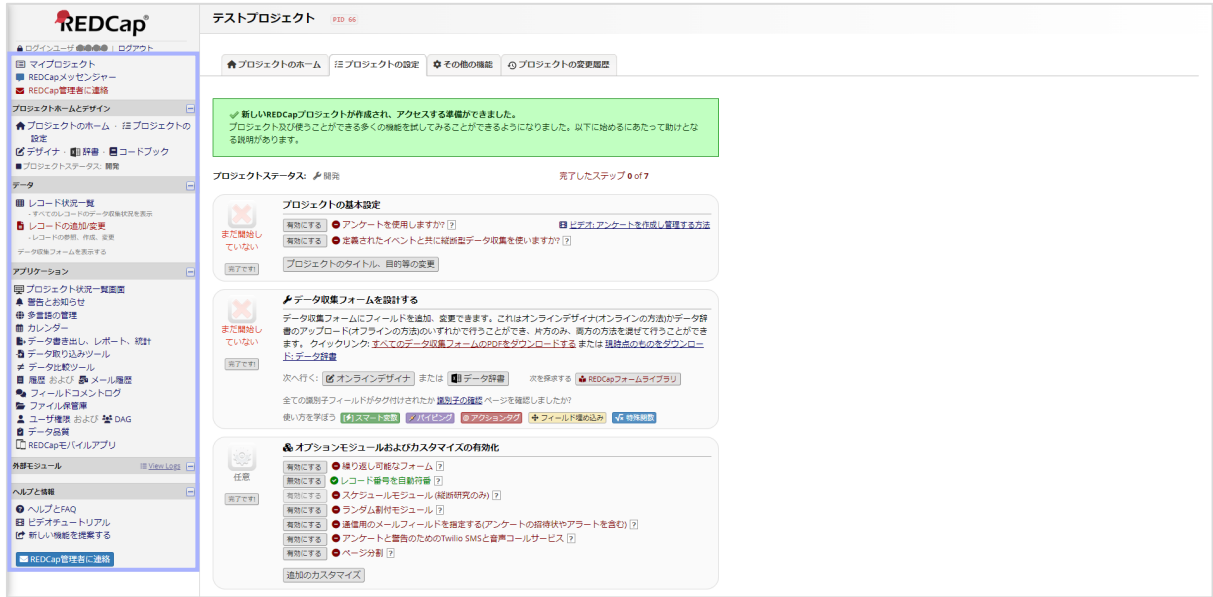 REDCap®
ログインユーザ | ログアウト
マイプロジェクト
REDCapメッセンジャー
REDCap管理者に連絡
プロジェクトホームとデザイン
プロジェクトのホーム · プロジェクトの
設定
デザイナ · 辞書 · コードブック
プロジェクトステータス: 開発
データ
レコード状況一覧
- すべてのレコードのデータ収集状況を表示
レコードの追加/変更
- レコードの参照、作成、変更
データ収集フォームを表示する
アプリケーション
プロジェクト状況一覧画面
警告とお知らせ
多言語の管理
カレンダー
データ書き出し、レポート、統計
データ取り込みツール
データ比較ツール
履歴 および メール履歴
フィールドコメントログ
ファイル保管庫
ユーザ権限 および DAG
データ品質
REDCapモバイルアプリ
外部モジュール View Logs
ヘルプと情報
ヘルプとFAQ
ビデオチュートリアル
新しい機能を提案する
REDCap管理者に連絡
テストプロジェクト PID 66
プロジェクトのホーム プロジェクトの設定 その他の機能 プロジェクトの変更履歴
新しいREDCapプロジェクトが作成され、アクセスする準備ができました。
プロジェクト及び使うことができる多くの機能を試してみることができるようになりました。以下に始めるにあたって助けとな
る説明があります。
プロジェクトステータス: 開発 完了したステップ 0 of 7
まだ開始し
ていない
完了です!
プロジェクトの基本設定
有効にする アンケートを使用しますか? ? ビデオ: アンケートを作成し管理する方法
有効にする 定義されたイベントと共に縦断型データ収集を使いますか? ?
プロジェクトのタイトル、目的等の変更
まだ開始し
ていない
完了です!
データ収集フォームを設計する
データ収集フォームにフィールドを追加、変更できます。これはオンラインデザイナ(オンラインの方法)かデータ辞
書のアップロード(オフラインの方法)のいずれかで行うことができ、片方のみ、両方の方法を混ぜて行うことができ
ます。 クイックリンク: すべてのデータ収集フォームのPDFをダウンロードする または 現時点のものをダウンロー
ド: データ辞書
次へ行く: オンラインデザイナ または データ辞書 次を探求する REDCapフォームライブラリ
全ての識別子フィールドがタグ付けされたか 識別子の確認 ページを確認しましたか?
使い方を学ぼう スマート変数 パイピング @アクションタグ フィールド埋め込み 特殊関数
任意
完了です!
オプションモジュールおよびカスタマイズの有効化
有効にする 繰り返し可能なフォーム ?
無効にする レコード番号を自動符番 ?
有効にする スケジュールモジュール (縦断研究のみ) ?
有効にする ランダム割付モジュール ?
有効にする 通信用のメールフィールドを指定する(アンケートの招待状やアラートを含む) ?
有効にする アンケートと警告のためのTwilio SMSと音声コールサービス ?
有効にする ページ分割 ?
追加のカスタマイズ